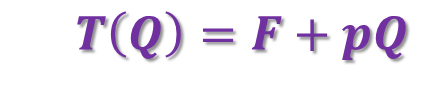 T(Q) = F + pQ